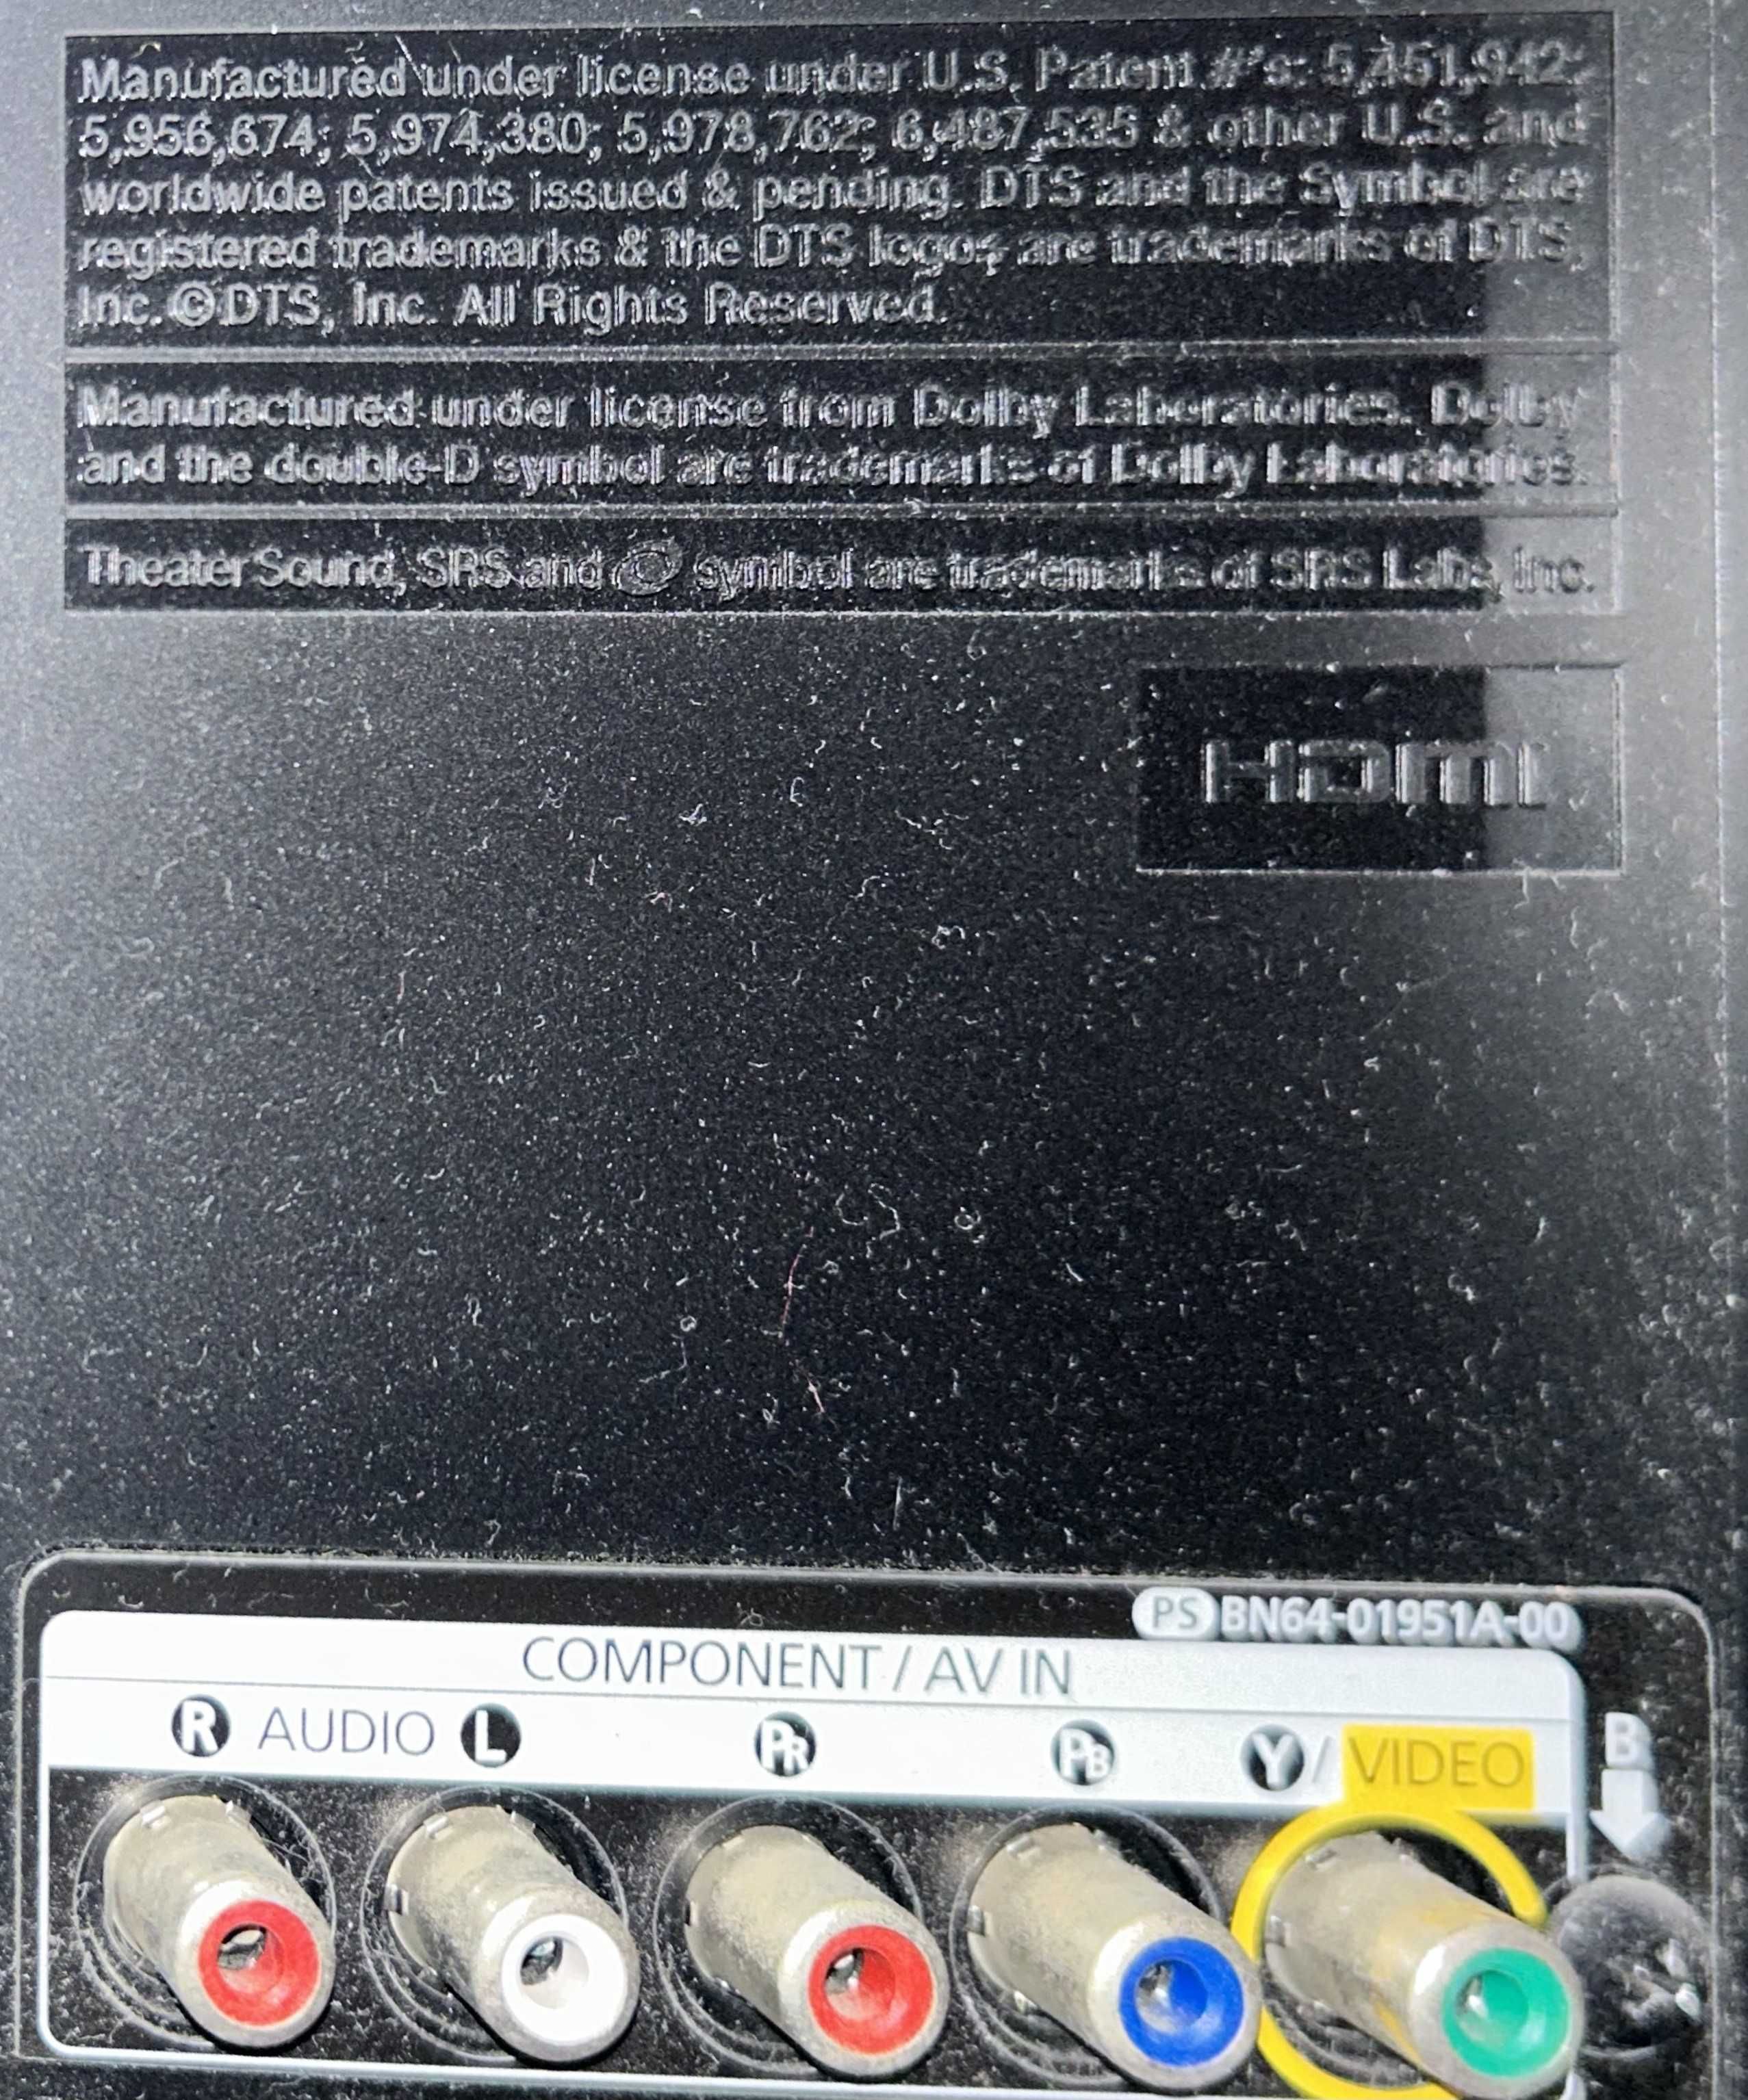 Manufactured under license under U.S. Patent #'s: 5,451,942;
5,956,674; 5,974,380; 5,978,762; 6,487,535 & other U.S. and
worldwide patents issued & pending. DTS and the Symbol are
registered trademarks & the DTS logos are trademarks of DTS,
Inc. ©DTS, Inc. All Rights Reserved.
Manufactured under license from Dolby Laboratories. Dolby
and the double-D symbol are trademarks of Dolby Laboratories.
Theater Sound, SRS and symbol are trademarks of SRS Labs, Inc.
HDMI
PS BN64-01951A-00
COMPONENT / AV IN
R AUDIO L PR PB Y / VIDEO
B